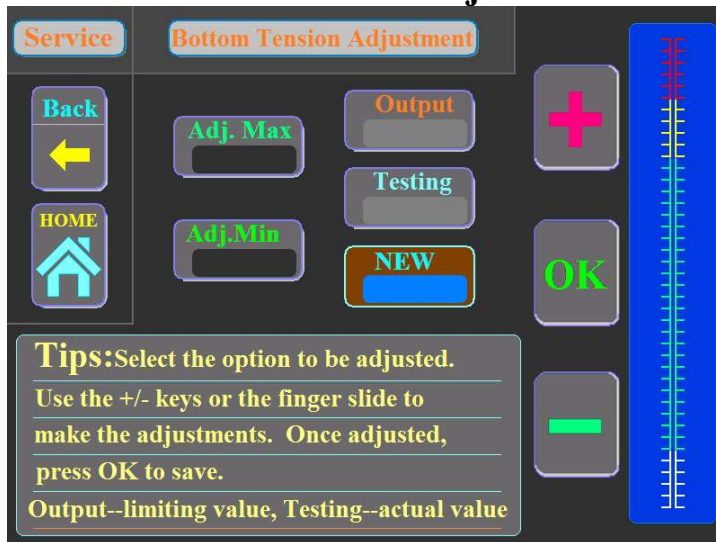 Service
Bottom Tension Adjustment
Back
HOME
Adj. Max
Adj.Min
Output
Testing
NEW
OK
Tips:Select the option to be adjusted.
Use the +/- keys or the finger slide to
make the adjustments. Once adjusted,
press OK to save.
Output--limiting value, Testing--actual value